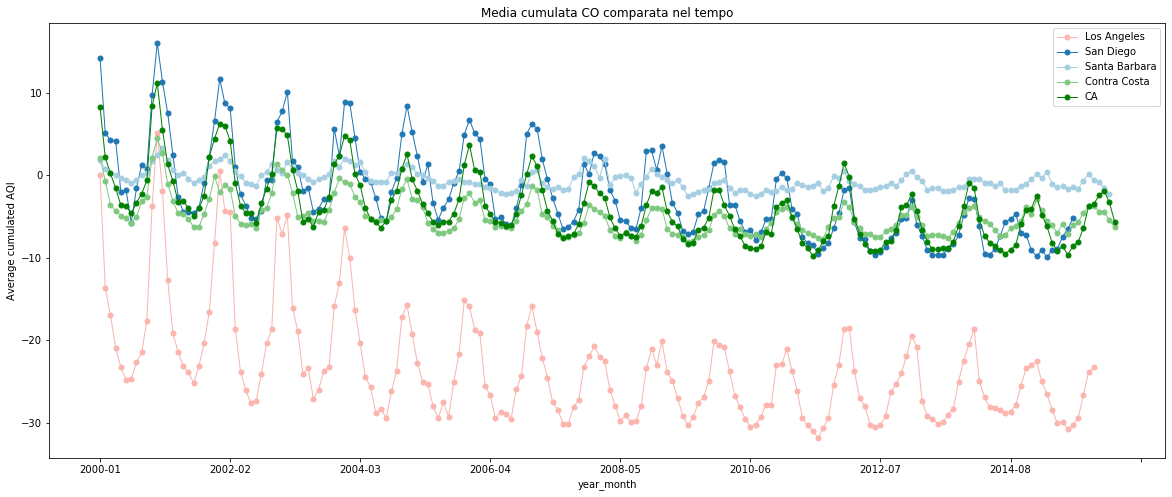 Media cumulata CO comparata nel tempo
Los Angeles
San Diego
Santa Barbara
Contra Costa
CA
Average cumulated AQI
10
0
−10
−20
−30
2000-01
2002-02
2004-03
2006-04
2008-05
2010-06
2012-07
2014-08
year_month